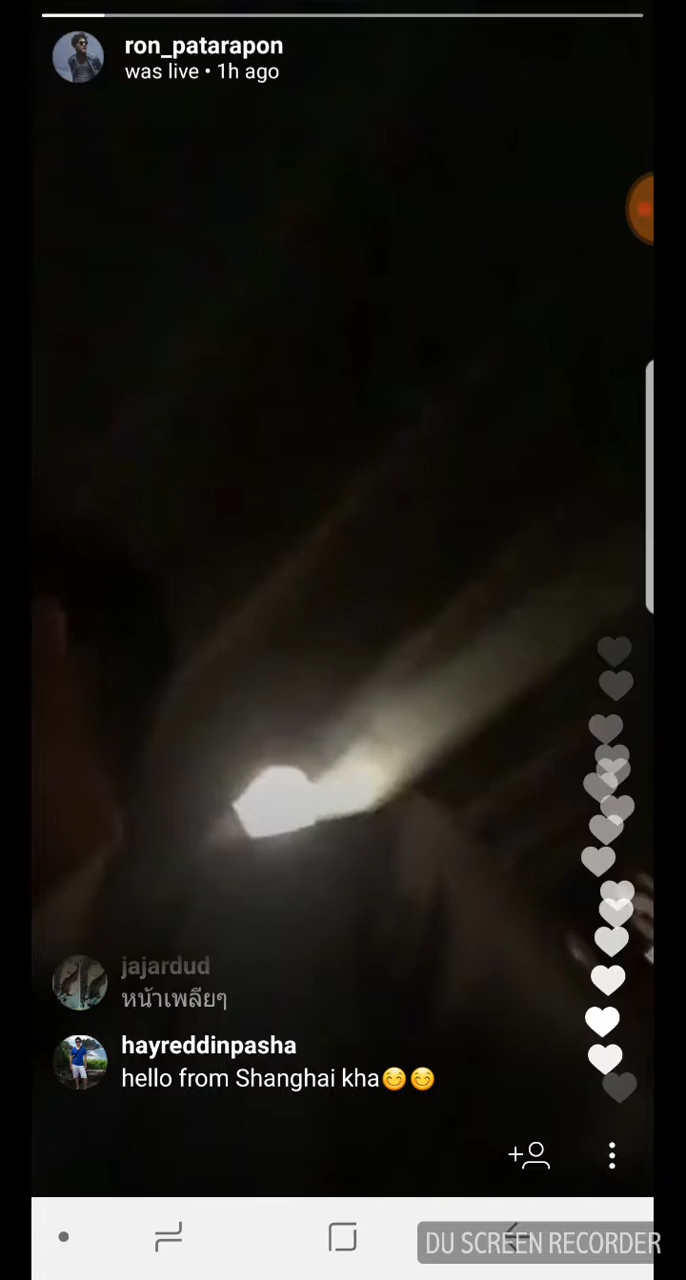 ron_patarapon
was live • 1h ago
jajardud
หน้าเพลียๆ
hayreddinpasha
hello from Shanghai kha😊😊
DU SCREEN RECORDER